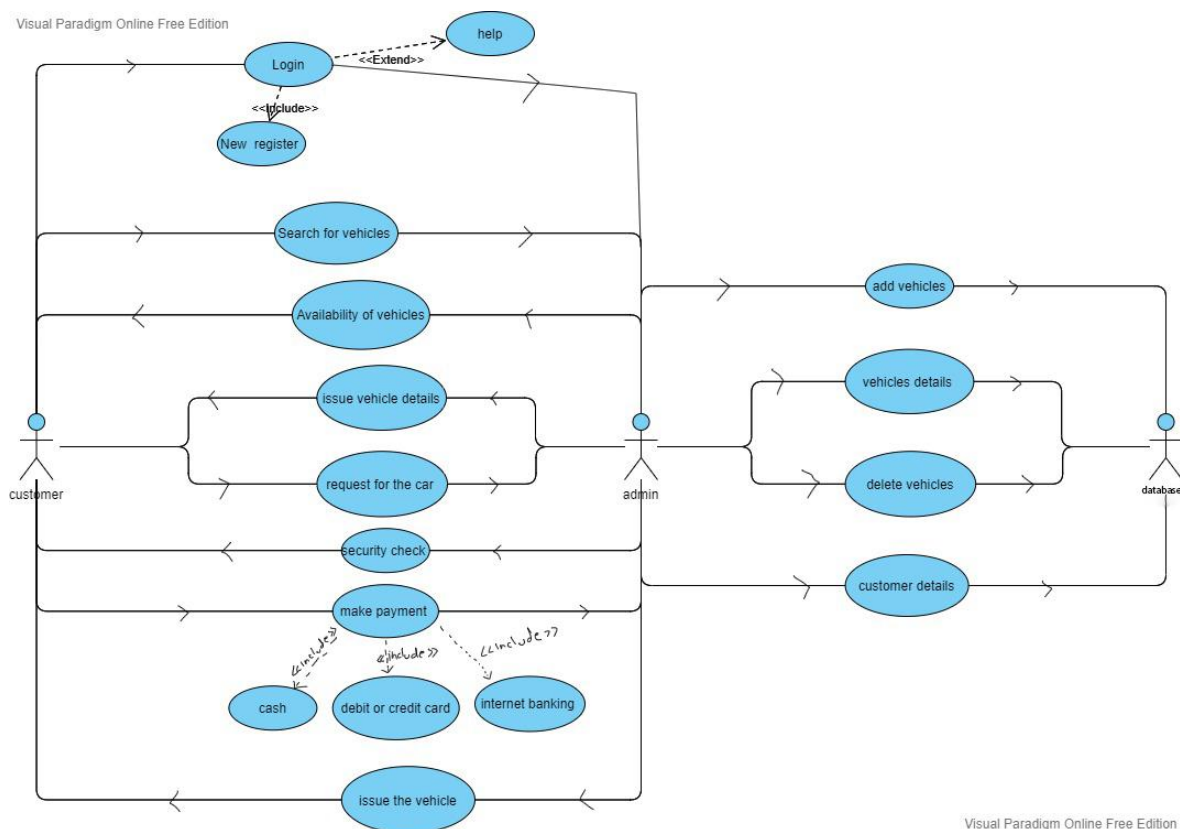 Visual Paradigm Online Free Edition
help
Login
<<Extend>>
<<Include>>
New register
Search for vehicles
add vehicles
Availability of vehicles
vehicles details
issue vehicle details
customer
admin
database
request for the car
delete vehicles
security check
customer details
make payment
<<include>>
<<include>>
<<include>>
cash
debit or credit card
internet banking
issue the vehicle
Visual Paradigm Online Free Edition